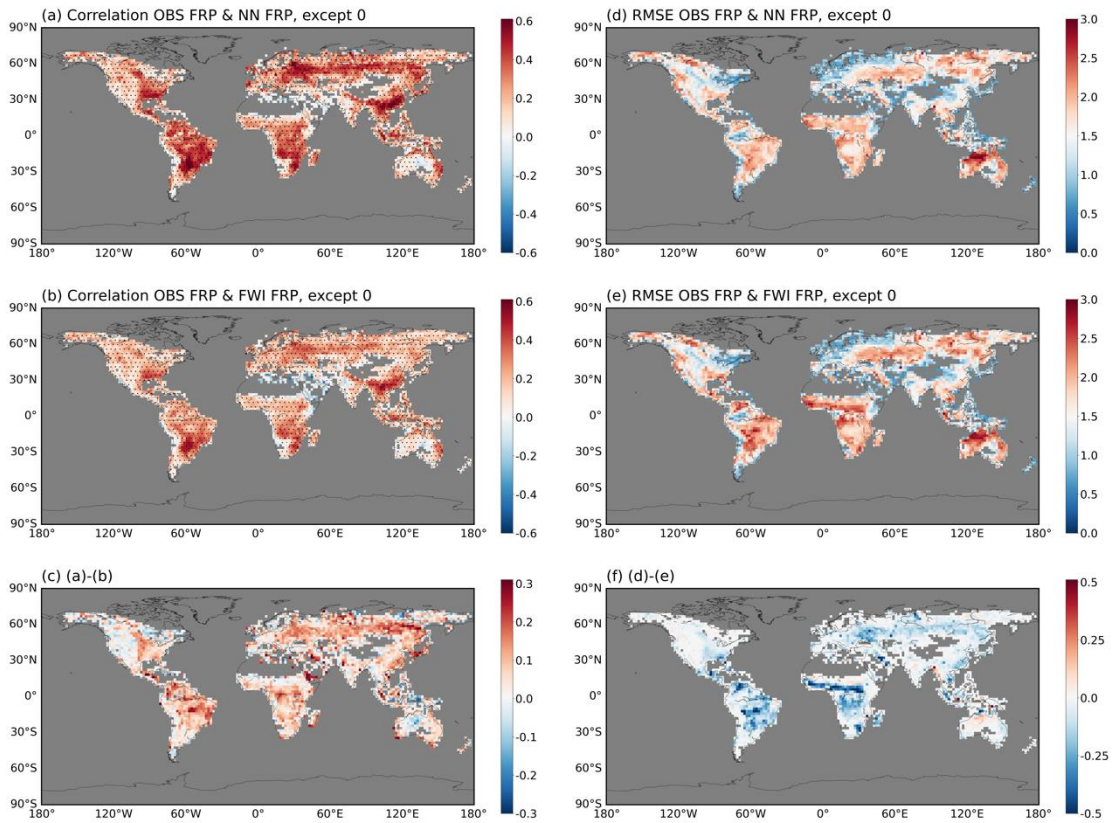 (a) Correlation OBS FRP & NN FRP, except 0
90°N
60°N
30°N
0°
30°S
60°S
90°S
180° 120°W 60°W 0° 60°E 120°E 180°
0.6
0.4
0.2
0.0
-0.2
-0.4
-0.6
(d) RMSE OBS FRP & NN FRP, except 0
90°N
60°N
30°N
0°
30°S
60°S
90°S
180° 120°W 60°W 0° 60°E 120°E 180°
3.0
2.5
2.0
1.5
1.0
0.5
0.0
(b) Correlation OBS FRP & FWI FRP, except 0
90°N
60°N
30°N
0°
30°S
60°S
90°S
180° 120°W 60°W 0° 60°E 120°E 180°
0.6
0.4
0.2
0.0
-0.2
-0.4
-0.6
(e) RMSE OBS FRP & FWI FRP, except 0
90°N
60°N
30°N
0°
30°S
60°S
90°S
180° 120°W 60°W 0° 60°E 120°E 180°
3.0
2.5
2.0
1.5
1.0
0.5
0.0
(c) (a)-(b)
90°N
60°N
30°N
0°
30°S
60°S
90°S
180° 120°W 60°W 0° 60°E 120°E 180°
0.3
0.2
0.1
0.0
-0.1
-0.2
-0.3
(f) (d)-(e)
90°N
60°N
30°N
0°
30°S
60°S
90°S
180° 120°W 60°W 0° 60°E 120°E 180°
0.5
0.25
0.0
-0.25
-0.5